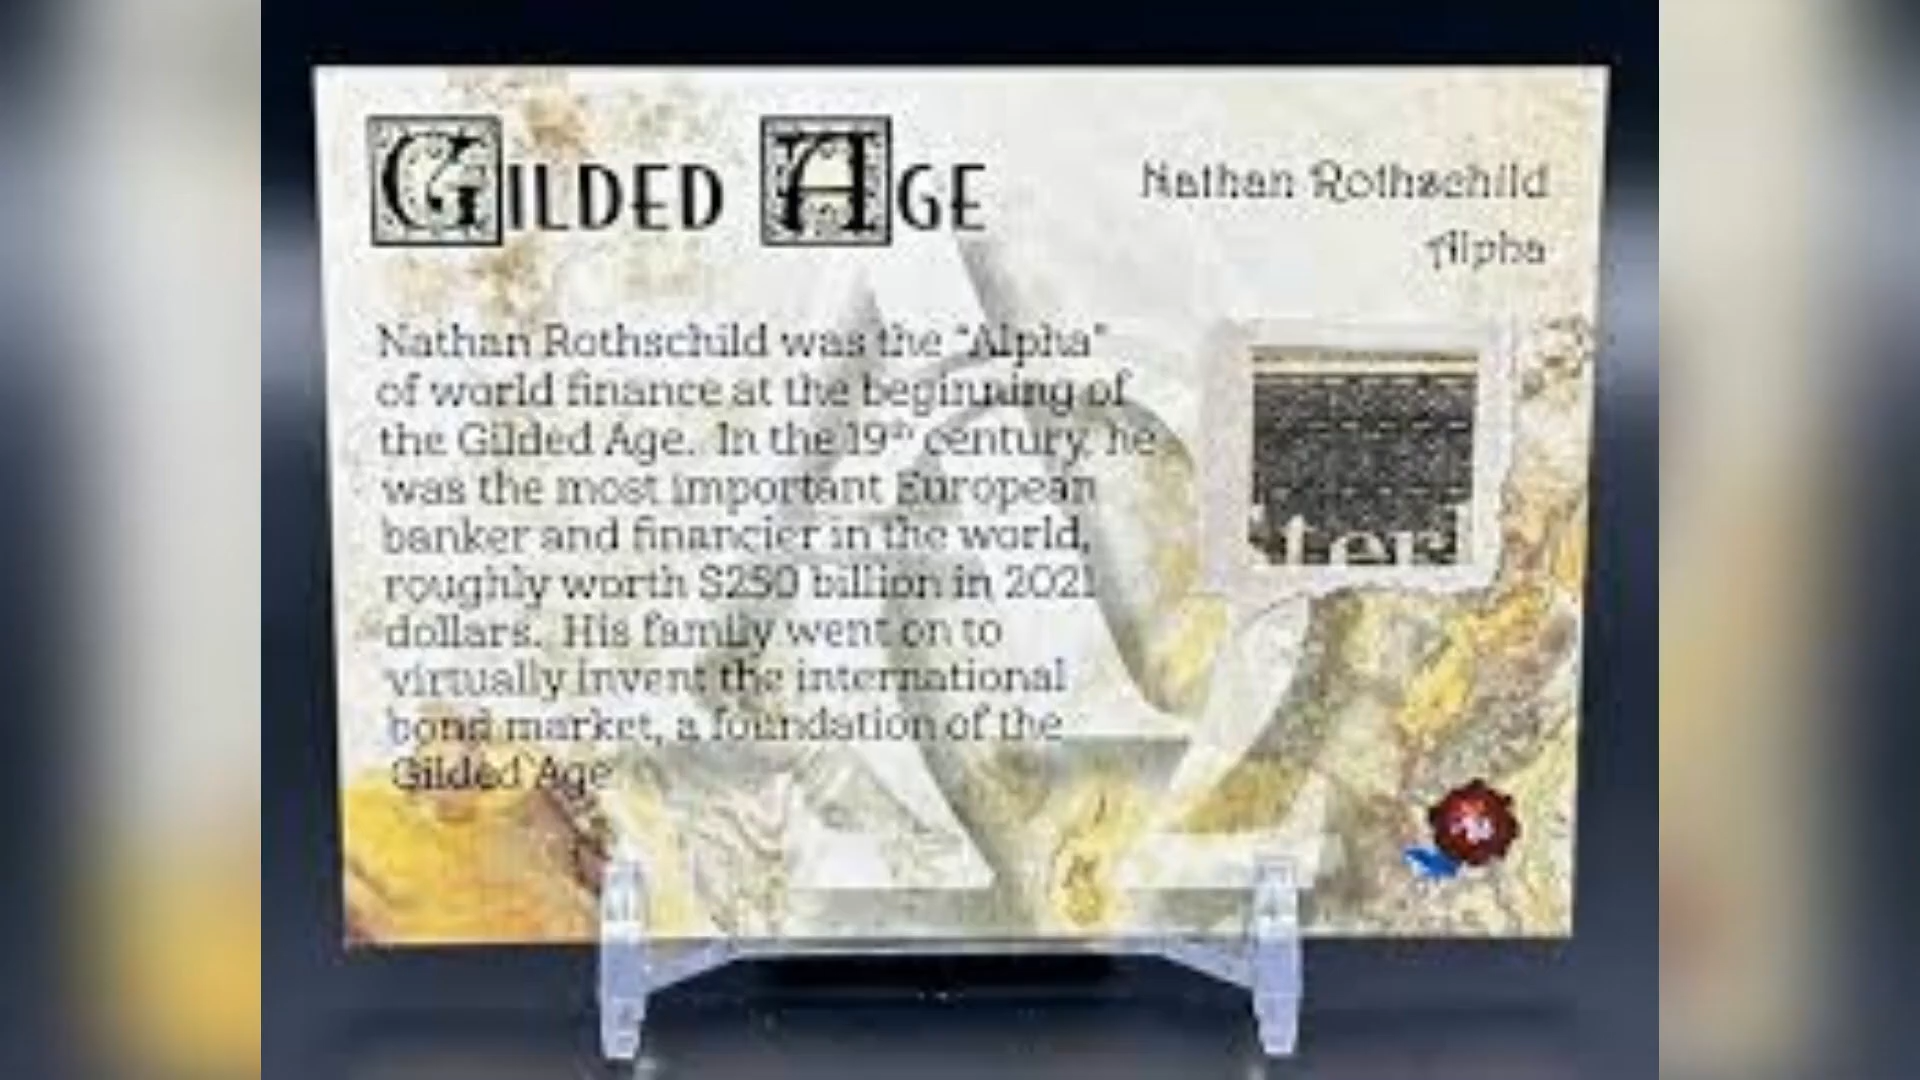 GILDED AGE
Nathan Rothschild
Alpha
Nathan Rothschild was the "Alpha"
of world finance at the beginning of
the Gilded Age. In the 19th century, he
was the most important European
banker and financier in the world,
roughly worth $250 billion in 2021
dollars. His family went on to
virtually invent the international
bond market, a foundation of the
Gilded Age
ter